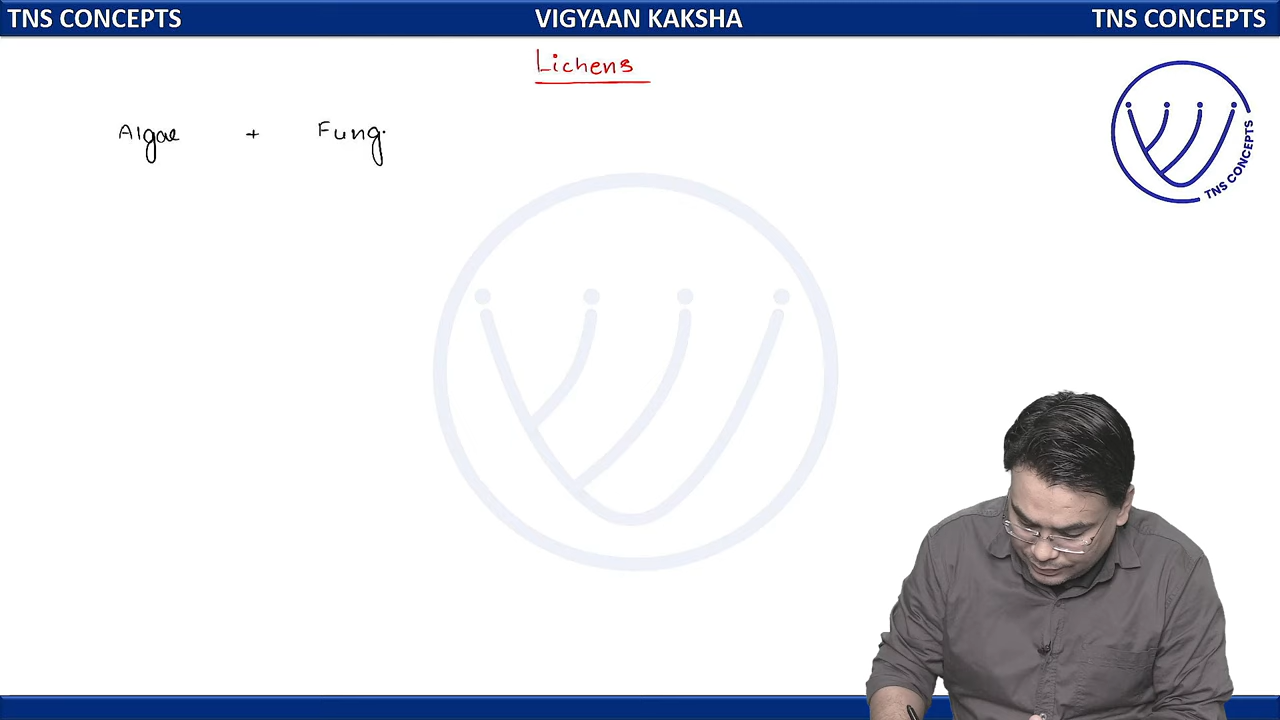 TNS CONCEPTS VIGYAAN KAKSHA TNS CONCEPTS
Lichens
Algae + Fung.
TNS CONCEPTS